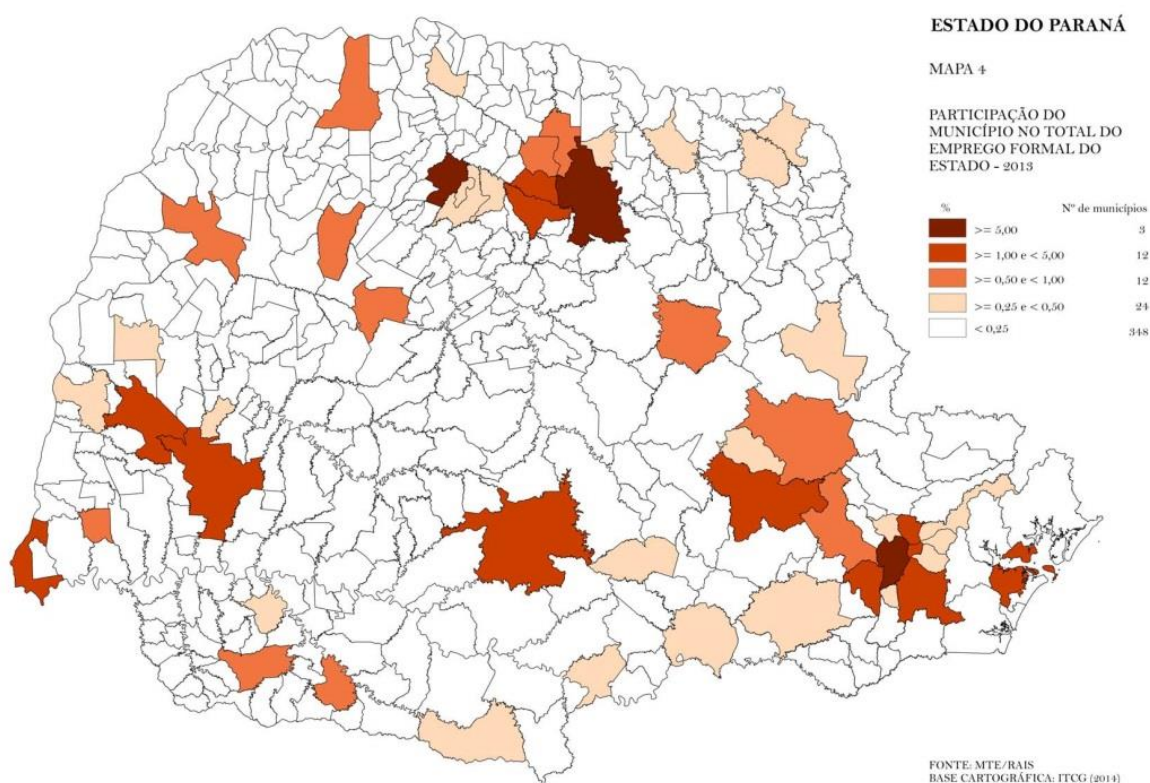 ESTADO DO PARANÁ
MAPA 4
PARTICIPAÇÃO DO
MUNICÍPIO NO TOTAL DO
EMPREGO FORMAL DO
ESTADO - 2013
% Nº de municípios
>= 5,00 3
>= 1,00 e < 5,00 12
>= 0,50 e < 1,00 12
>= 0,25 e < 0,50 24
< 0,25 348
FONTE: MTE/RAIS
BASE CARTOGRÁFICA: ITCG (2014)